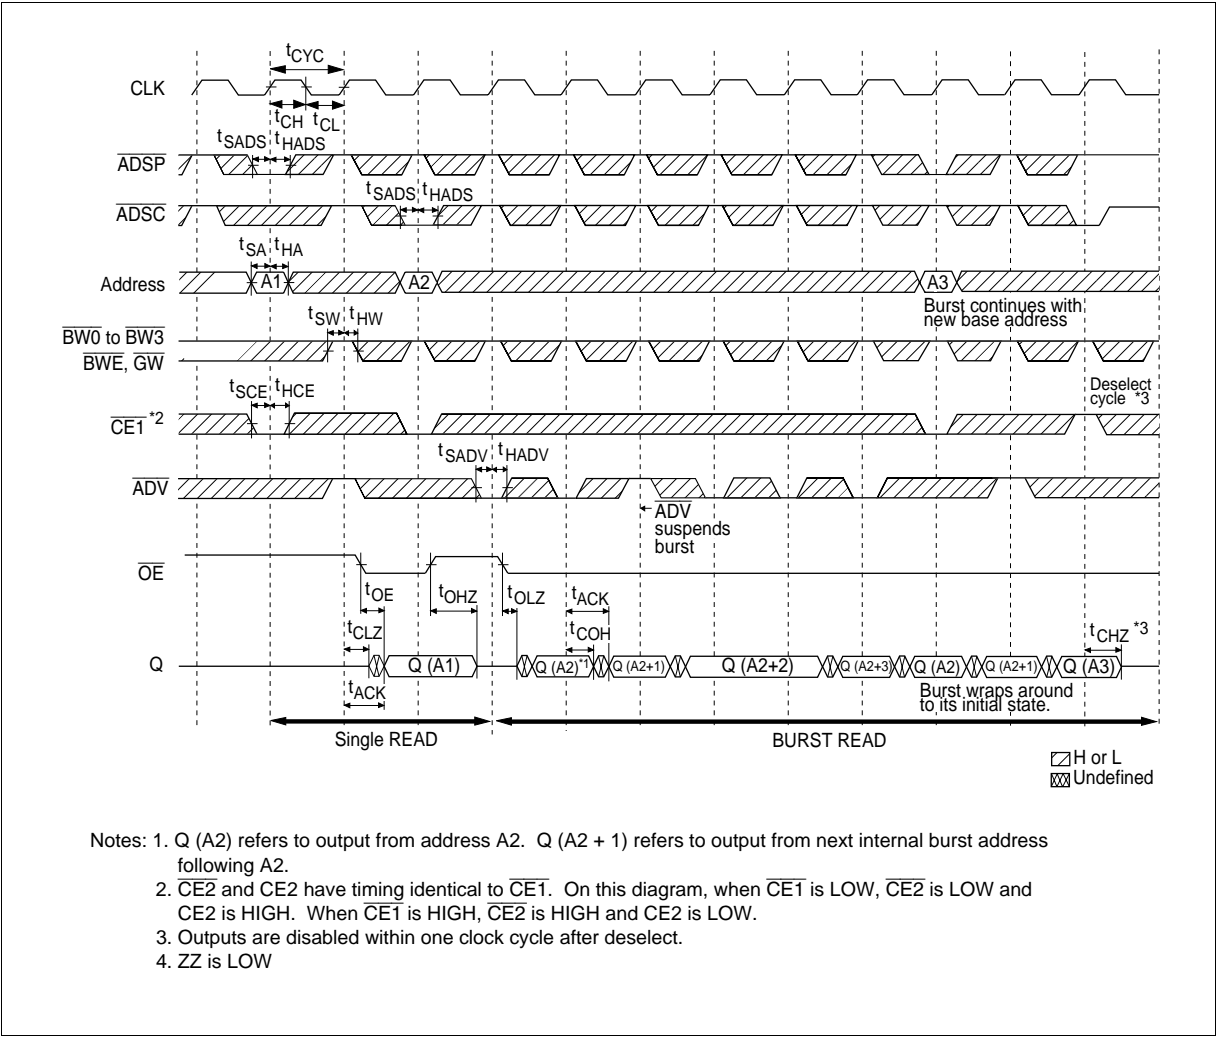 tCYC
CLK
tCH tCL
tSADS tHADS
ADSP
tSADS tHADS
ADSC
tSA tHA
Address A1 A2 A3
Burst continues with
new base address
tSW tHW
BW0 to BW3
BWE, GW
Deselect
cycle *3
tSCE tHCE
CE1 *2
tSADV tHADV
ADV
ADV
suspends
burst
OE
tOE tOHZ tOLZ tACK
tCLZ tCOH tCHZ *3
Q Q (A1) Q (A2)*1 Q (A2+1) Q (A2+2) Q (A2+3) Q (A2) Q (A2+1) Q (A3)
tACK
Burst wraps around
to its initial state.
Single READ BURST READ
H or L
Undefined
Notes: 1. Q (A2) refers to output from address A2. Q (A2 + 1) refers to output from next internal burst address
following A2.
2. CE2 and CE2 have timing identical to CE1. On this diagram, when CE1 is LOW, CE2 is LOW and
CE2 is HIGH. When CE1 is HIGH, CE2 is HIGH and CE2 is LOW.
3. Outputs are disabled within one clock cycle after deselect.
4. ZZ is LOW